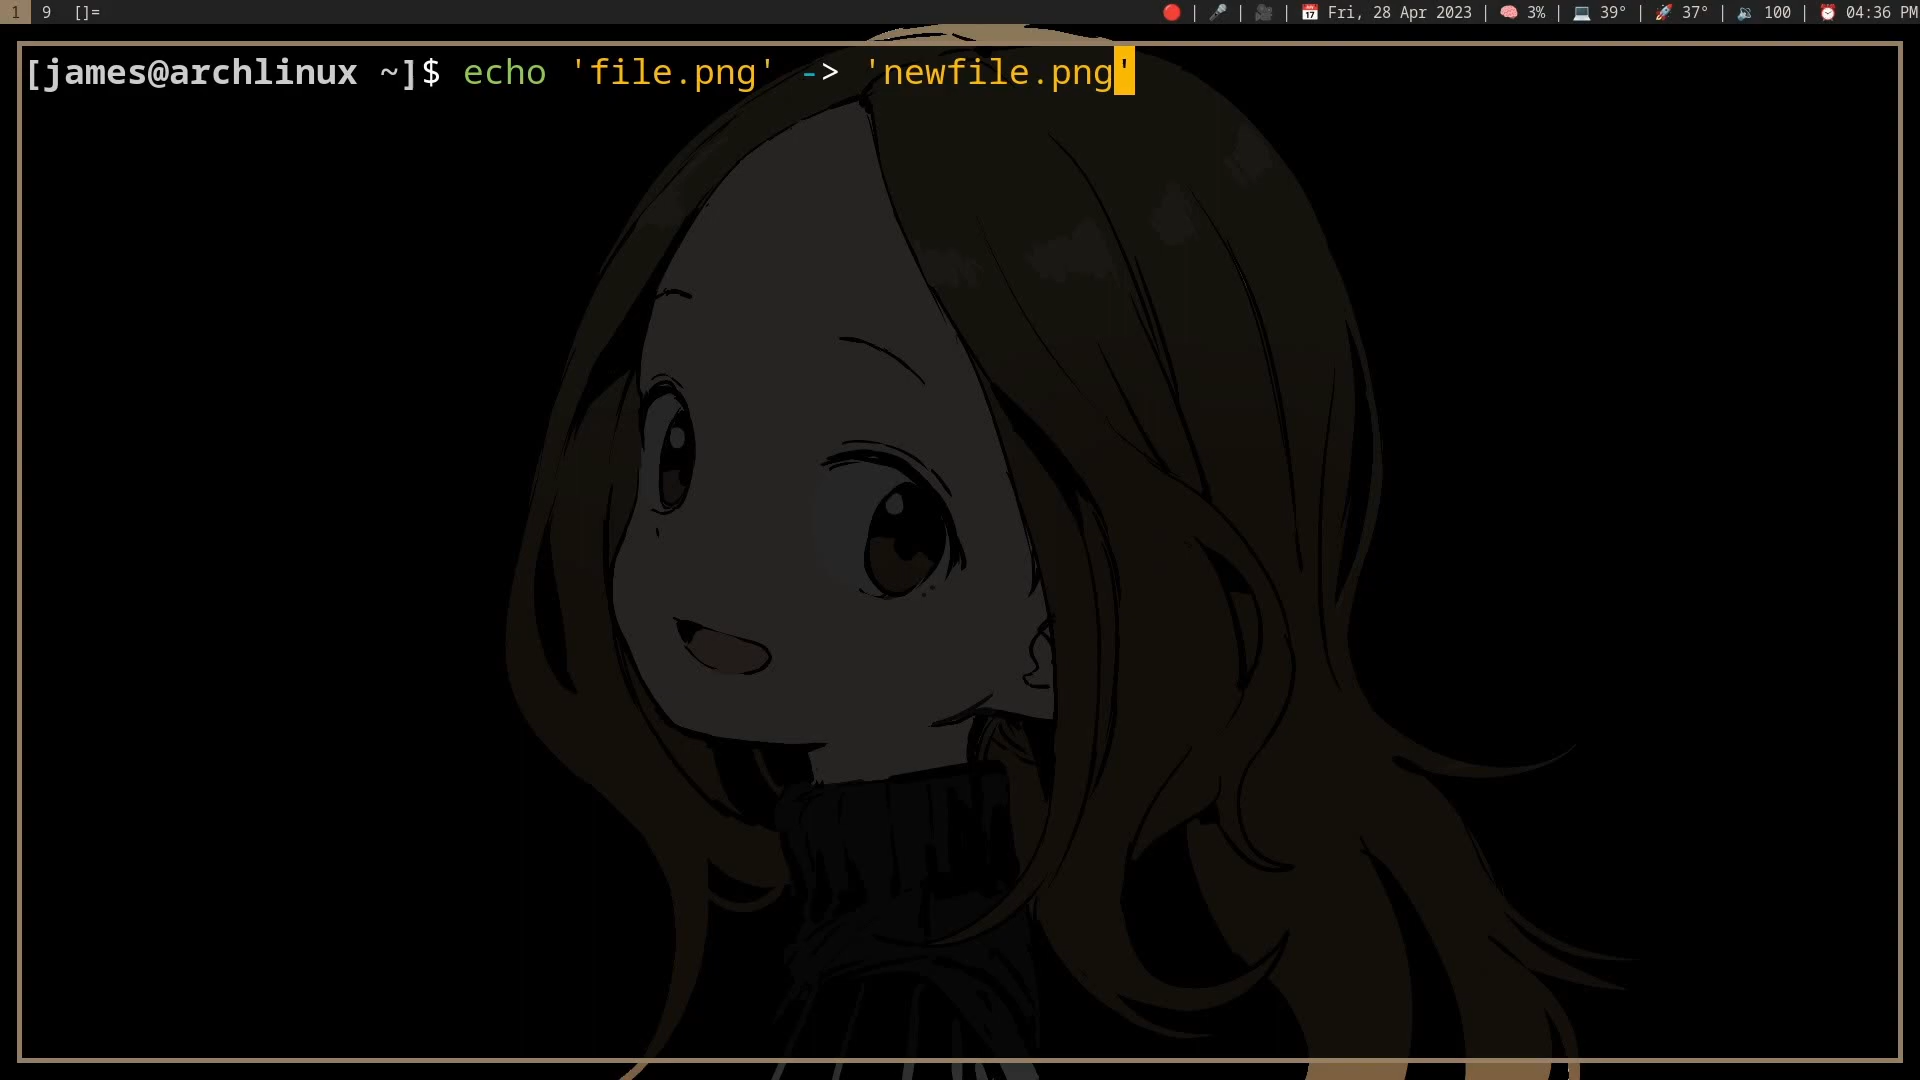 1 9 []= 🔴 | 🎤 | 🎥 | 📅 Fri, 28 Apr 2023 | 🧠 3% | 💻 39° | 🚀 37° | 🔉 100 | ⏰ 04:36 PM
[james@archlinux ~]$ echo 'file.png' -> 'newfile.png'